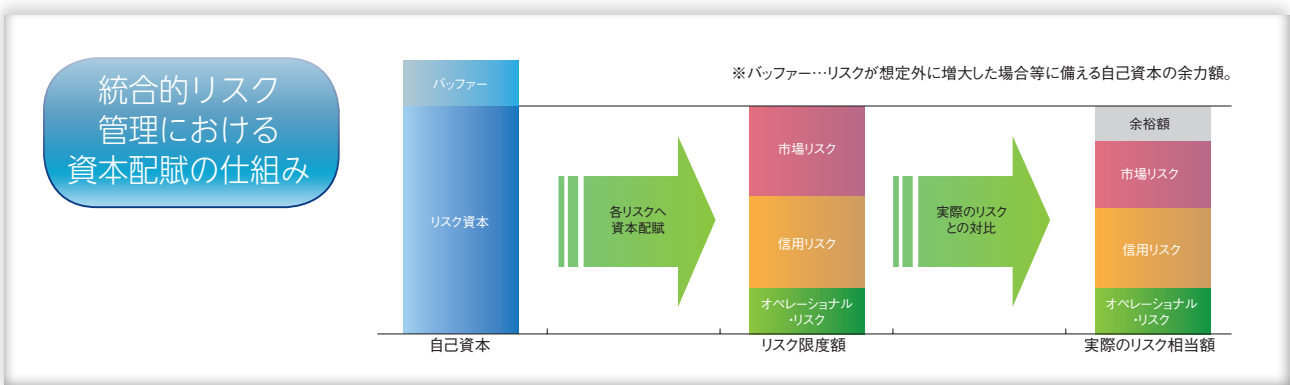 統合的リスク
管理における
資本配賦の仕組み
※バッファー…リスクが想定外に増大した場合等に備える自己資本の余力額。
バッファー
リスク資本
自己資本
各リスクへ
資本配賦
市場リスク
信用リスク
オペレーショナル
・リスク
リスク限度額
実際のリスク
との対比
余裕額
市場リスク
信用リスク
オペレーショナル
・リスク
実際のリスク相当額